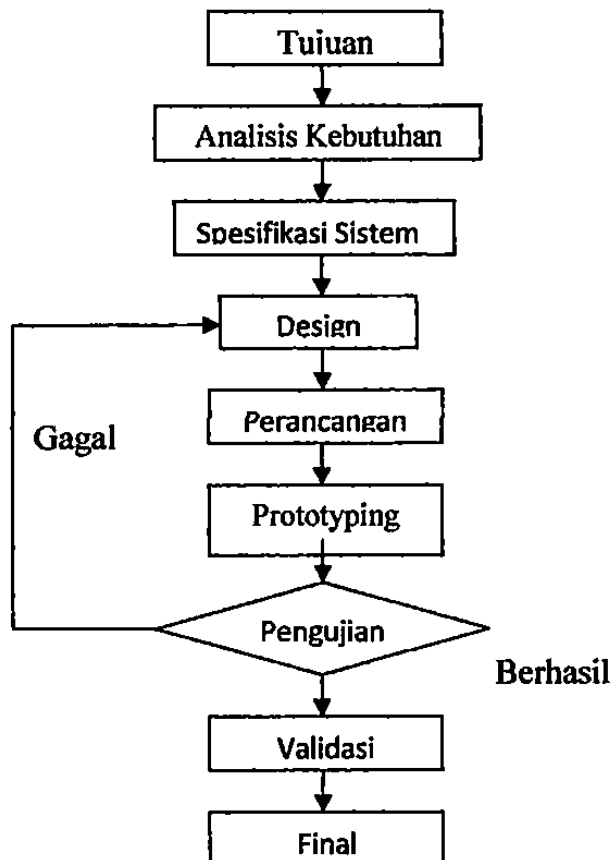 Tujuan
Analisis Kebutuhan
Spesifikasi Sistem
Design
Perancangan
Gagal
Prototyping
Pengujian
Berhasil
Validasi
Final